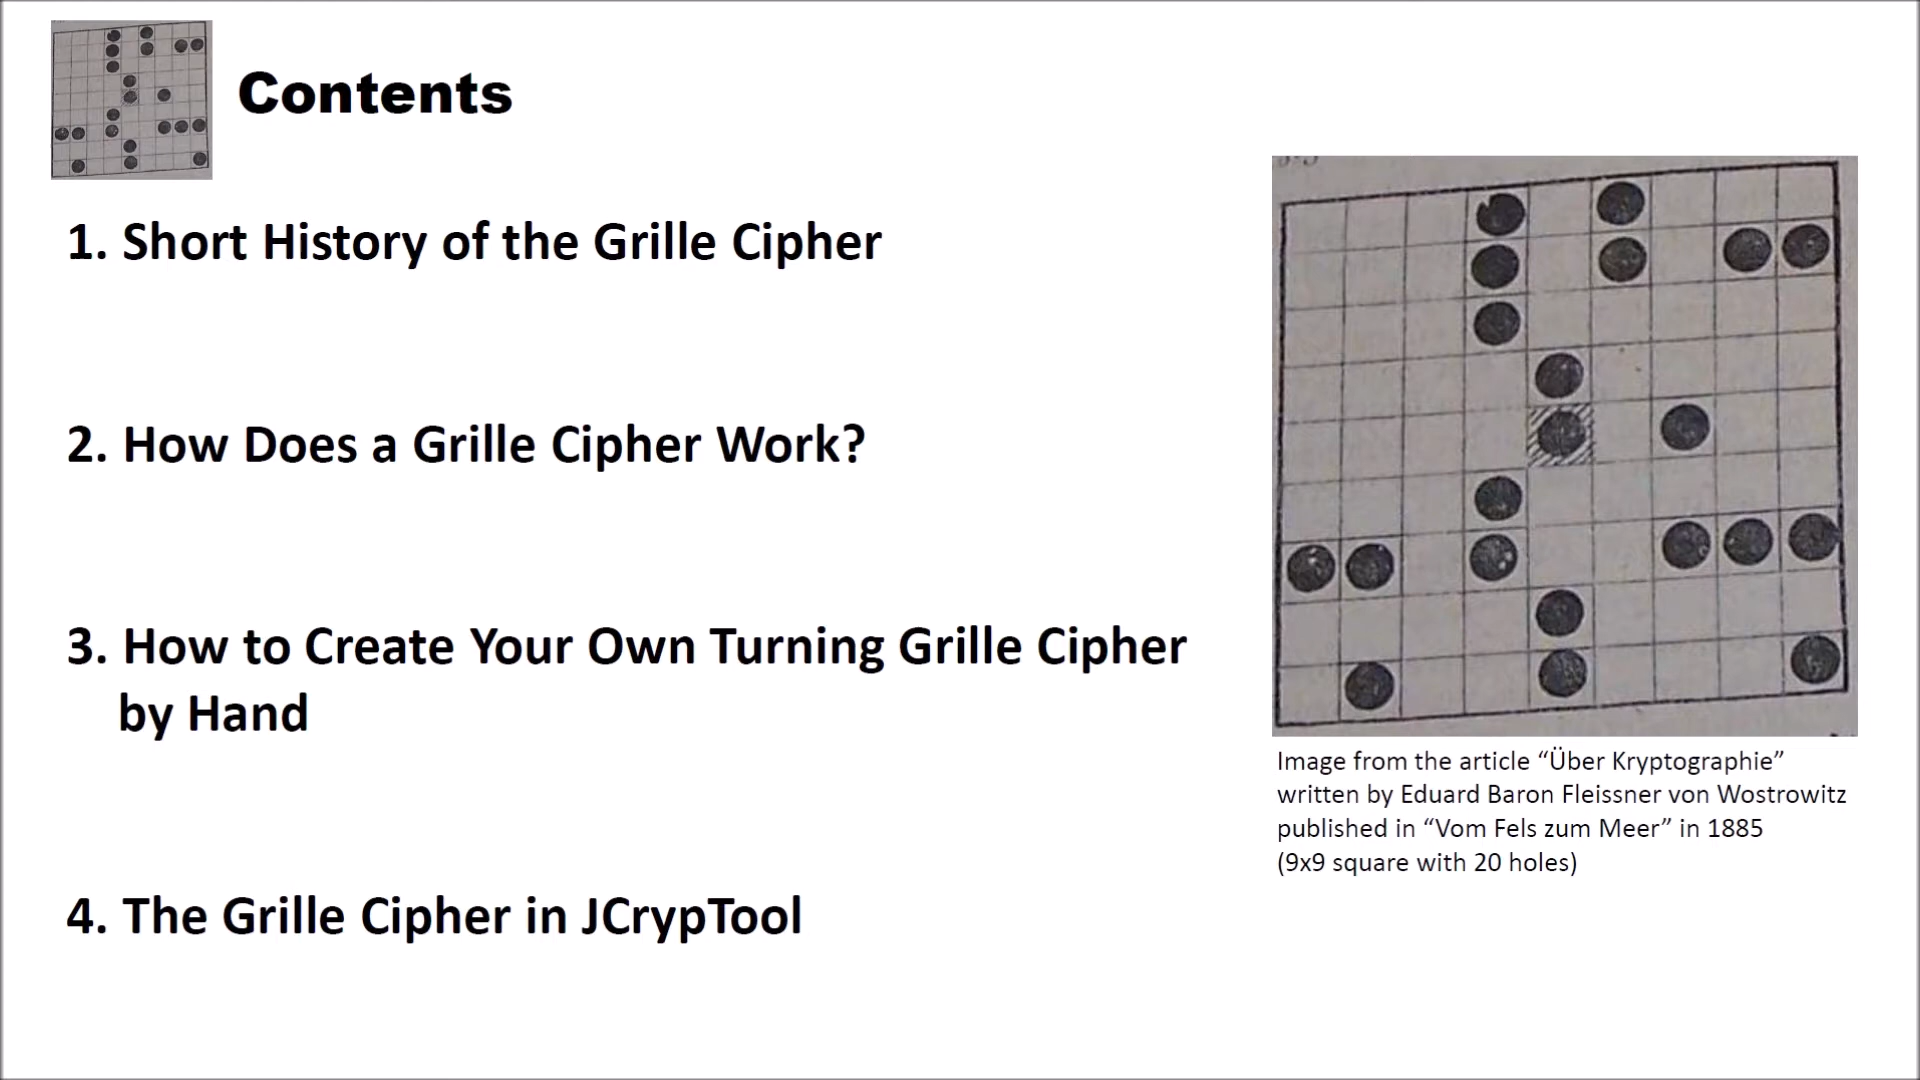 Contents
1. Short History of the Grille Cipher
2. How Does a Grille Cipher Work?
3. How to Create Your Own Turning Grille Cipher
by Hand
4. The Grille Cipher in JCrypTool
Image from the article “Über Kryptographie”
written by Eduard Baron Fleissner von Wostrowitz
published in “Vom Fels zum Meer” in 1885
(9x9 square with 20 holes)